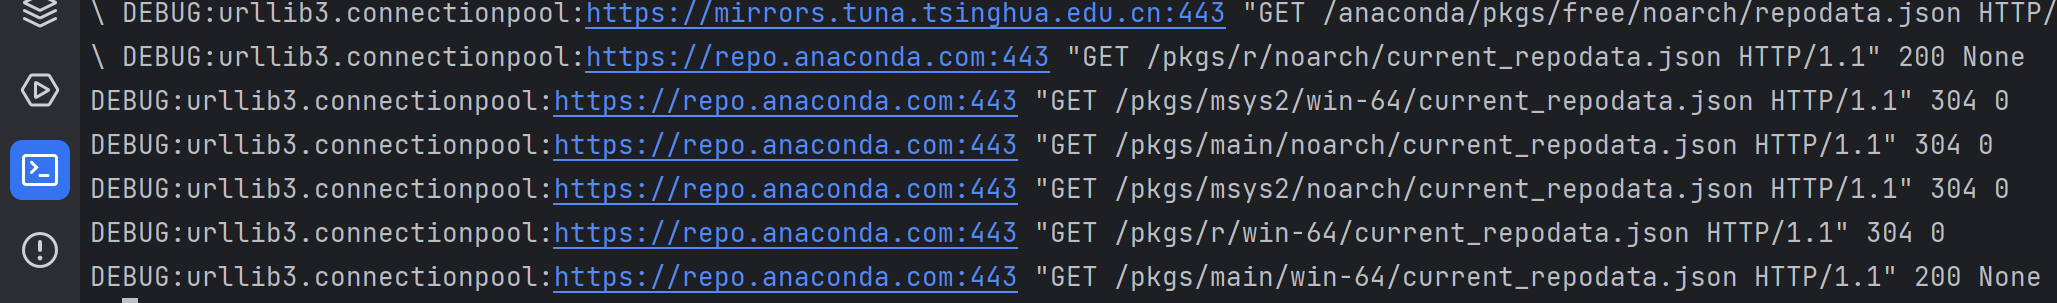 \ DEBUG:urllib3.connectionpool:https://mirrors.tuna.tsinghua.edu.cn:443 "GET /anaconda/pkgs/free/noarch/repodata.json HTTP/
\ DEBUG:urllib3.connectionpool:https://repo.anaconda.com:443 "GET /pkgs/r/noarch/current_repodata.json HTTP/1.1" 200 None
DEBUG:urllib3.connectionpool:https://repo.anaconda.com:443 "GET /pkgs/msys2/win-64/current_repodata.json HTTP/1.1" 304 0
DEBUG:urllib3.connectionpool:https://repo.anaconda.com:443 "GET /pkgs/main/noarch/current_repodata.json HTTP/1.1" 304 0
DEBUG:urllib3.connectionpool:https://repo.anaconda.com:443 "GET /pkgs/msys2/noarch/current_repodata.json HTTP/1.1" 304 0
DEBUG:urllib3.connectionpool:https://repo.anaconda.com:443 "GET /pkgs/r/win-64/current_repodata.json HTTP/1.1" 304 0
DEBUG:urllib3.connectionpool:https://repo.anaconda.com:443 "GET /pkgs/main/win-64/current_repodata.json HTTP/1.1" 200 None